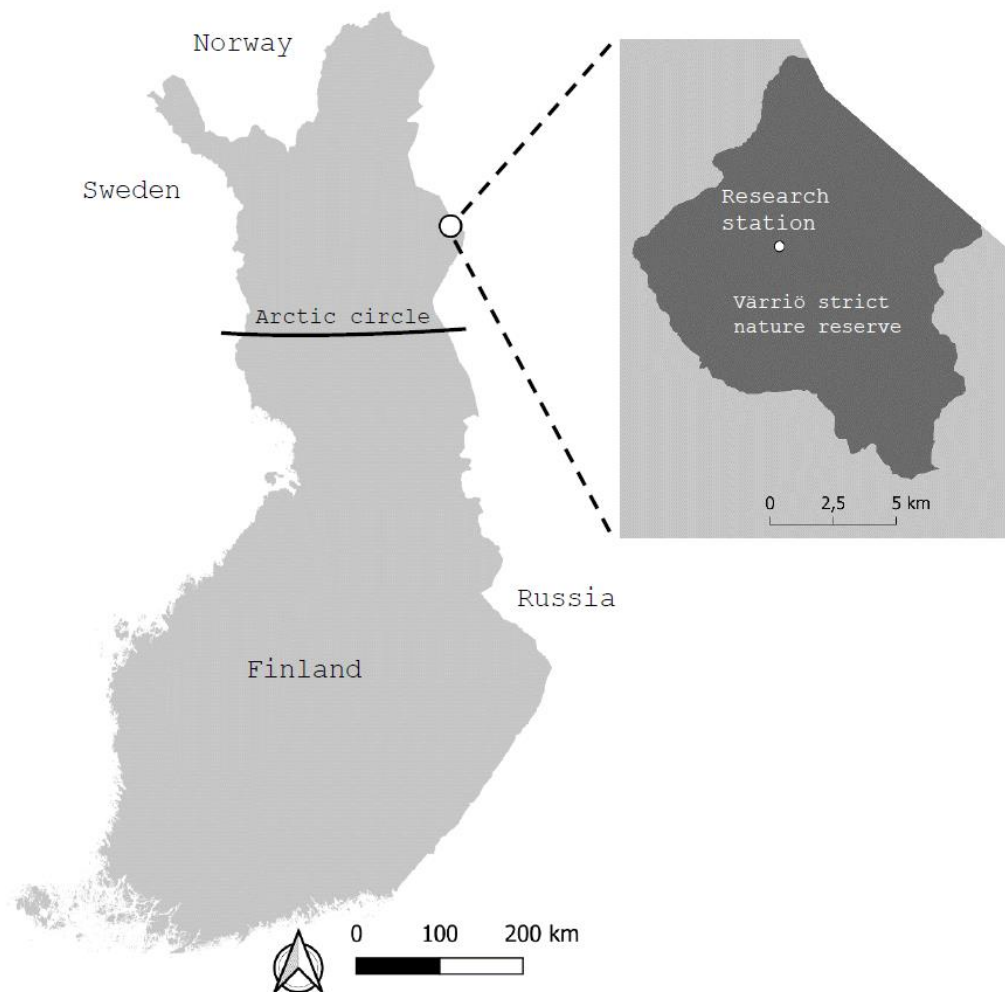 Norway
Sweden
Research
station
Värriö strict
nature reserve
Arctic circle
0 2,5 5 km
Russia
Finland
0 100 200 km